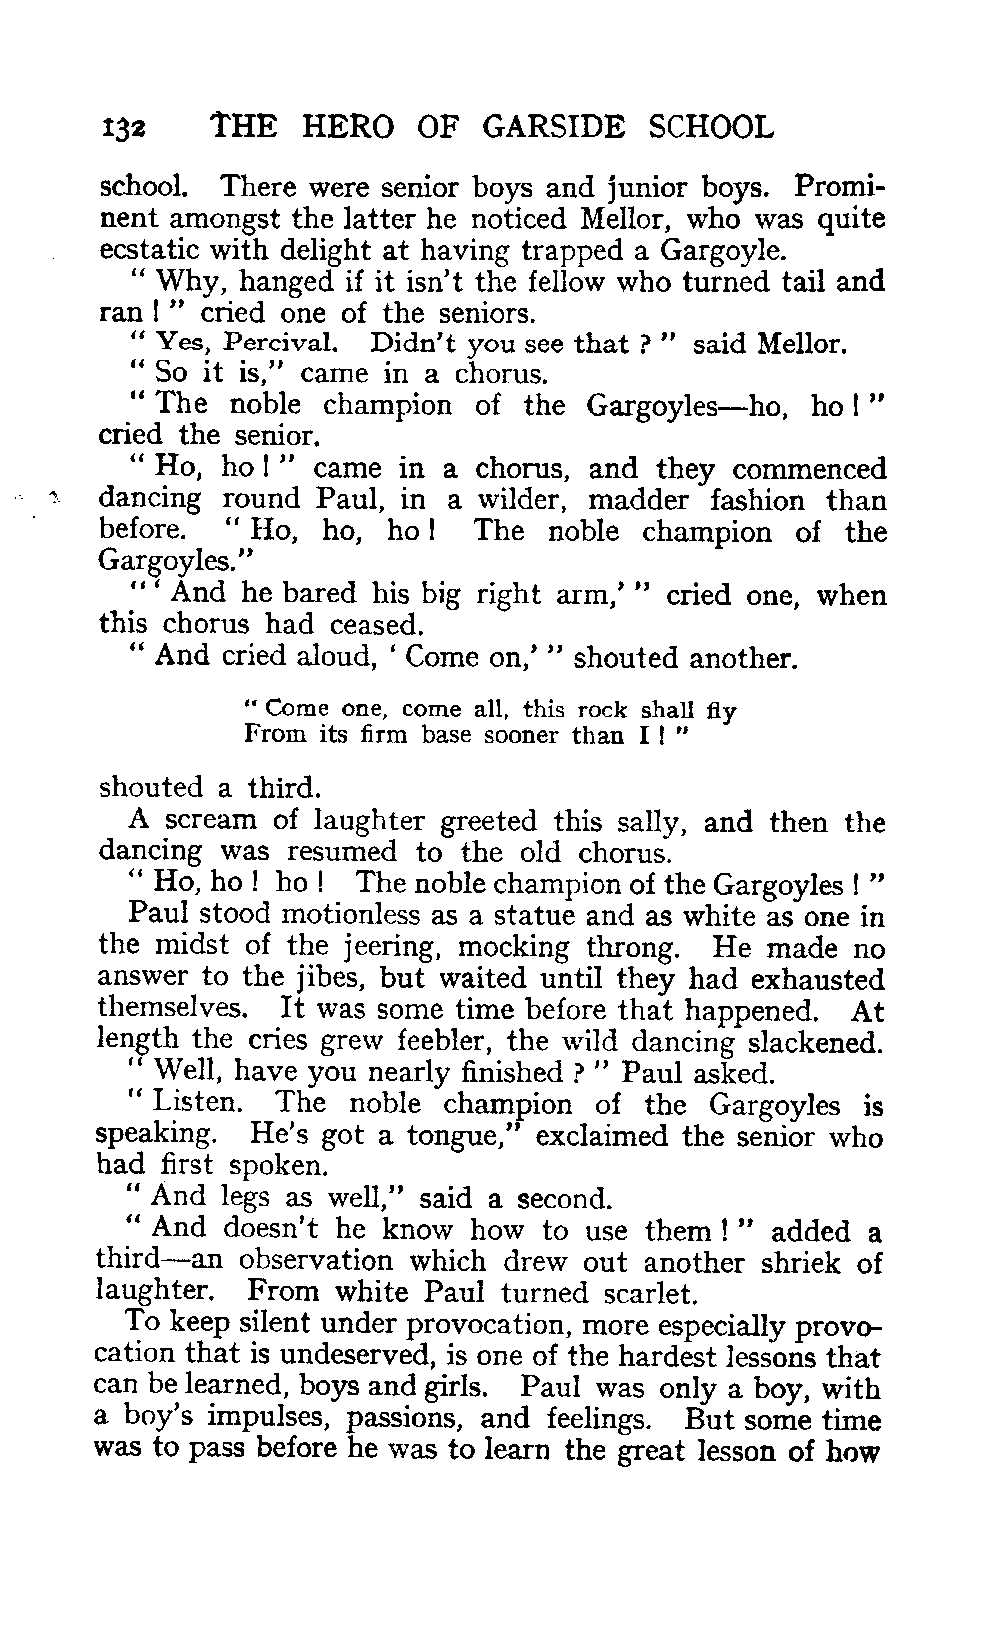 132 THE HERO OF GARSIDE SCHOOL
school. There were senior boys and junior boys. Promi-
nent amongst the latter he noticed Mellor, who was quite
ecstatic with delight at having trapped a Gargoyle.
“ Why, hanged if it isn’t the fellow who turned tail and
ran ! ” cried one of the seniors.
“ Yes, Percival. Didn’t you see that ? ” said Mellor.
“ So it is,” came in a chorus.
“ The noble champion of the Gargoyles—ho, ho ! ”
cried the senior.
“ Ho, ho ! ” came in a chorus, and they commenced
dancing round Paul, in a wilder, madder fashion than
before. “ Ho, ho, ho ! The noble champion of the
Gargoyles.”
“ ‘ And he bared his big right arm,’ ” cried one, when
this chorus had ceased.
“ And cried aloud, ‘ Come on,’ ” shouted another.
“ Come one, come all, this rock shall fly
From its firm base sooner than I ! ”
shouted a third.
A scream of laughter greeted this sally, and then the
dancing was resumed to the old chorus.
“ Ho, ho ! ho ! The noble champion of the Gargoyles ! ”
Paul stood motionless as a statue and as white as one in
the midst of the jeering, mocking throng. He made no
answer to the jibes, but waited until they had exhausted
themselves. It was some time before that happened. At
length the cries grew feebler, the wild dancing slackened.
“ Well, have you nearly finished ? ” Paul asked.
“ Listen. The noble champion of the Gargoyles is
speaking. He’s got a tongue,” exclaimed the senior who
had first spoken.
“ And legs as well,” said a second.
“ And doesn’t he know how to use them ! ” added a
third—an observation which drew out another shriek of
laughter. From white Paul turned scarlet.
To keep silent under provocation, more especially provo-
cation that is undeserved, is one of the hardest lessons that
can be learned, boys and girls. Paul was only a boy, with
a boy’s impulses, passions, and feelings. But some time
was to pass before he was to learn the great lesson of how